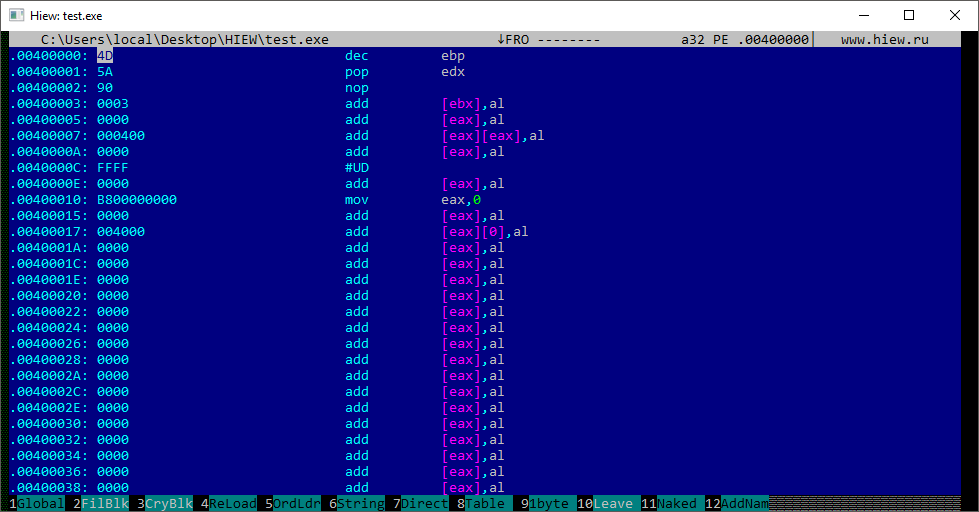 Hiew: test.exe
C:\Users\local\Desktop\HIEW\test.exe ↓FRO -------- a32 PE .00400000| www.hiew.ru
.00400000: 4D dec ebp
.00400001: 5A pop edx
.00400002: 90 nop
.00400003: 0003 add [ebx],al
.00400005: 0000 add [eax],al
.00400007: 000400 add [eax][eax],al
.0040000A: 0000 add [eax],al
.0040000C: FFFF #UD
.0040000E: 0000 add [eax],al
.00400010: B800000000 mov eax,0
.00400015: 0000 add [eax],al
.00400017: 004000 add [eax][0],al
.0040001A: 0000 add [eax],al
.0040001C: 0000 add [eax],al
.0040001E: 0000 add [eax],al
.00400020: 0000 add [eax],al
.00400022: 0000 add [eax],al
.00400024: 0000 add [eax],al
.00400026: 0000 add [eax],al
.00400028: 0000 add [eax],al
.0040002A: 0000 add [eax],al
.0040002C: 0000 add [eax],al
.0040002E: 0000 add [eax],al
.00400030: 0000 add [eax],al
.00400032: 0000 add [eax],al
.00400034: 0000 add [eax],al
.00400036: 0000 add [eax],al
.00400038: 0000 add [eax],al
1Global 2FilBlk 3CryBlk 4ReLoad 5OrdLdr 6String 7Direct 8Table 91byte 10Leave 11Naked 12AddNam